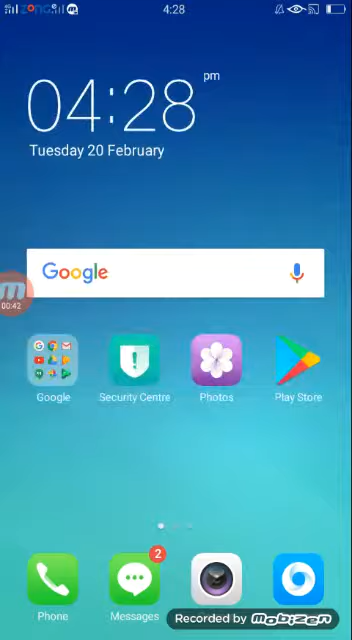 zong
4:28
04:28 pm
Tuesday 20 February
Google
00:42
Google
Security Centre
Photos
Play Store
2
Phone
Messages
Recorded by mobizen